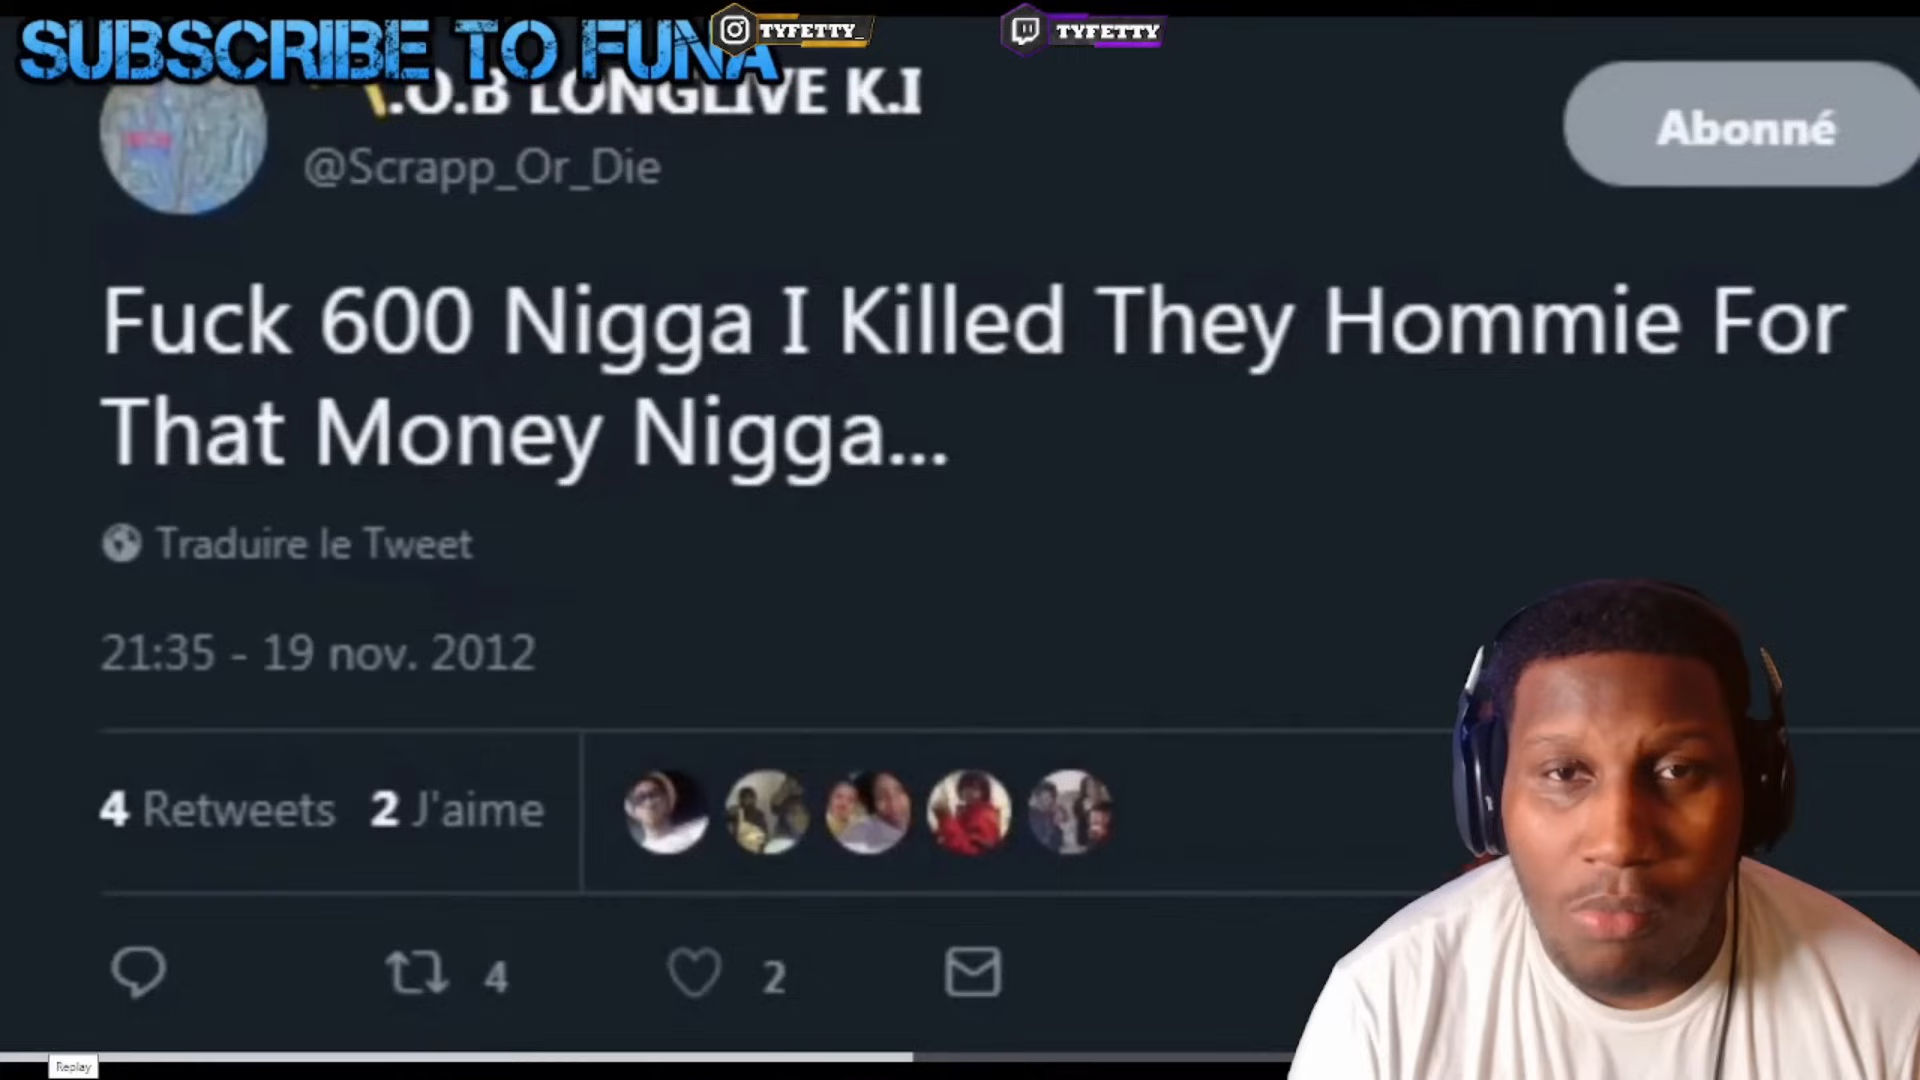 SUBSCRIBE TO FUNA
TYFETTY_
TYFETTY
.O.B LONGLIVE K.I
@Scrapp_Or_Die
Abonné
Fuck 600 Nigga I Killed They Hommie For
That Money Nigga...
Traduire le Tweet
21:35 - 19 nov. 2012
4 Retweets 2 J'aime
4 2
Replay